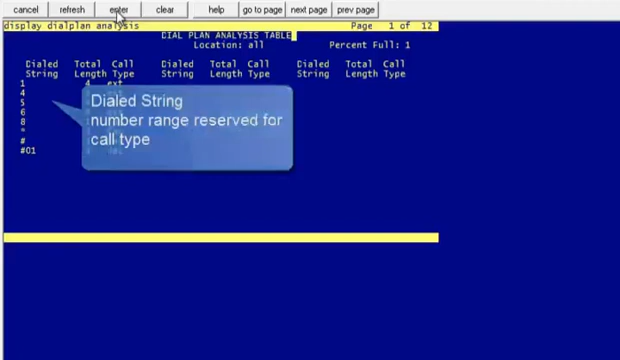 cancel refresh enter clear help go to page next page prev page
display dialplan analysis Page 1 of 12
DIAL PLAN ANALYSIS TABLE
Location: all Percent Full: 1
Dialed Total Call Dialed Total Call Dialed Total Call
String Length Type String Length Type String Length Type
1 4 ext
4
5
6
8
*
#
#01
Dialed String
number range reserved for
call type